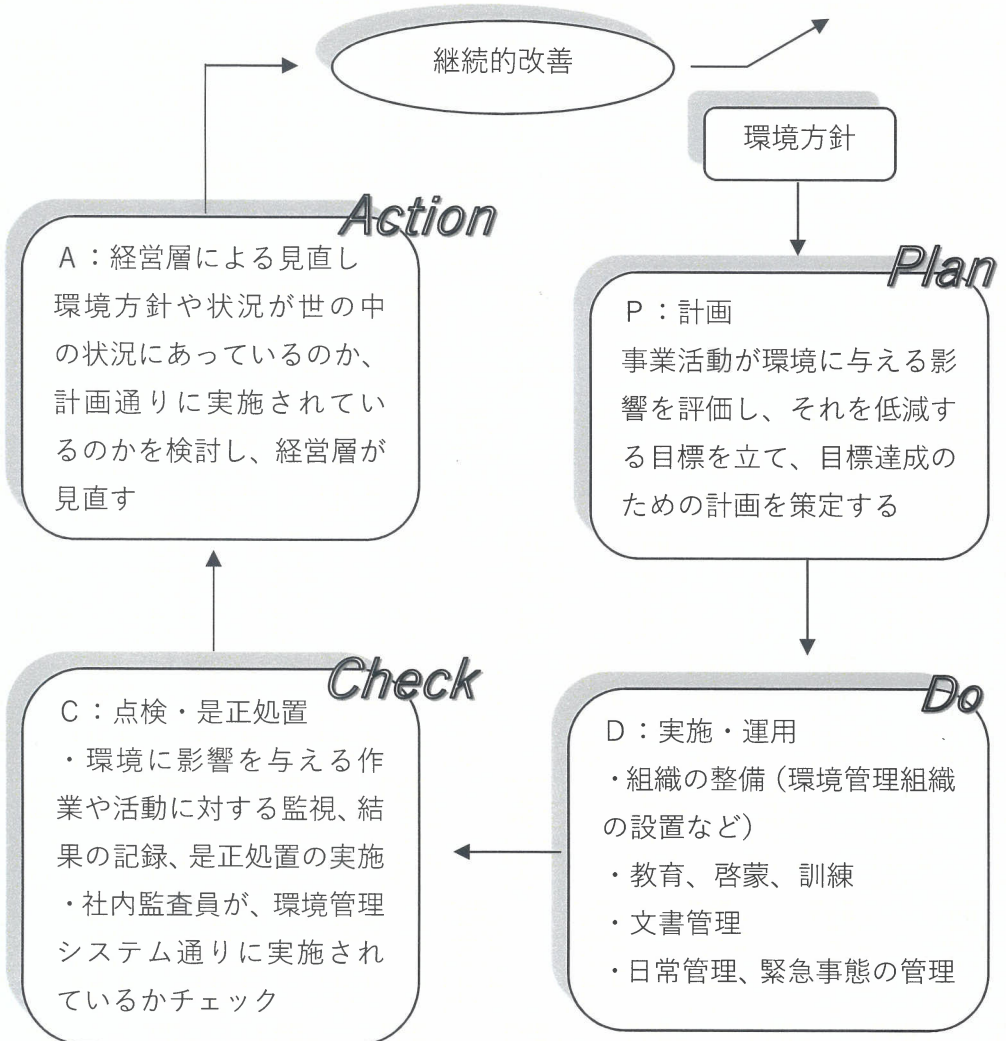 継続的改善
環境方針
Action
A：経営層による見直し
環境方針や状況が世の中
の状況にあっているのか、
計画通りに実施されてい
るのかを検討し、経営層が
見直す
Plan
P：計画
事業活動が環境に与える影
響を評価し、それを低減す
る目標を立て、目標達成の
ための計画を策定する
Check
C：点検・是正処置
・環境に影響を与える作
業や活動に対する監視、結
果の記録、是正処置の実施
・社内監査員が、環境管理
システム通りに実施され
ているかチェック
Do
D：実施・運用
・組織の整備（環境管理組織
の設置など）
・教育、啓蒙、訓練
・文書管理
・日常管理、緊急事態の管理